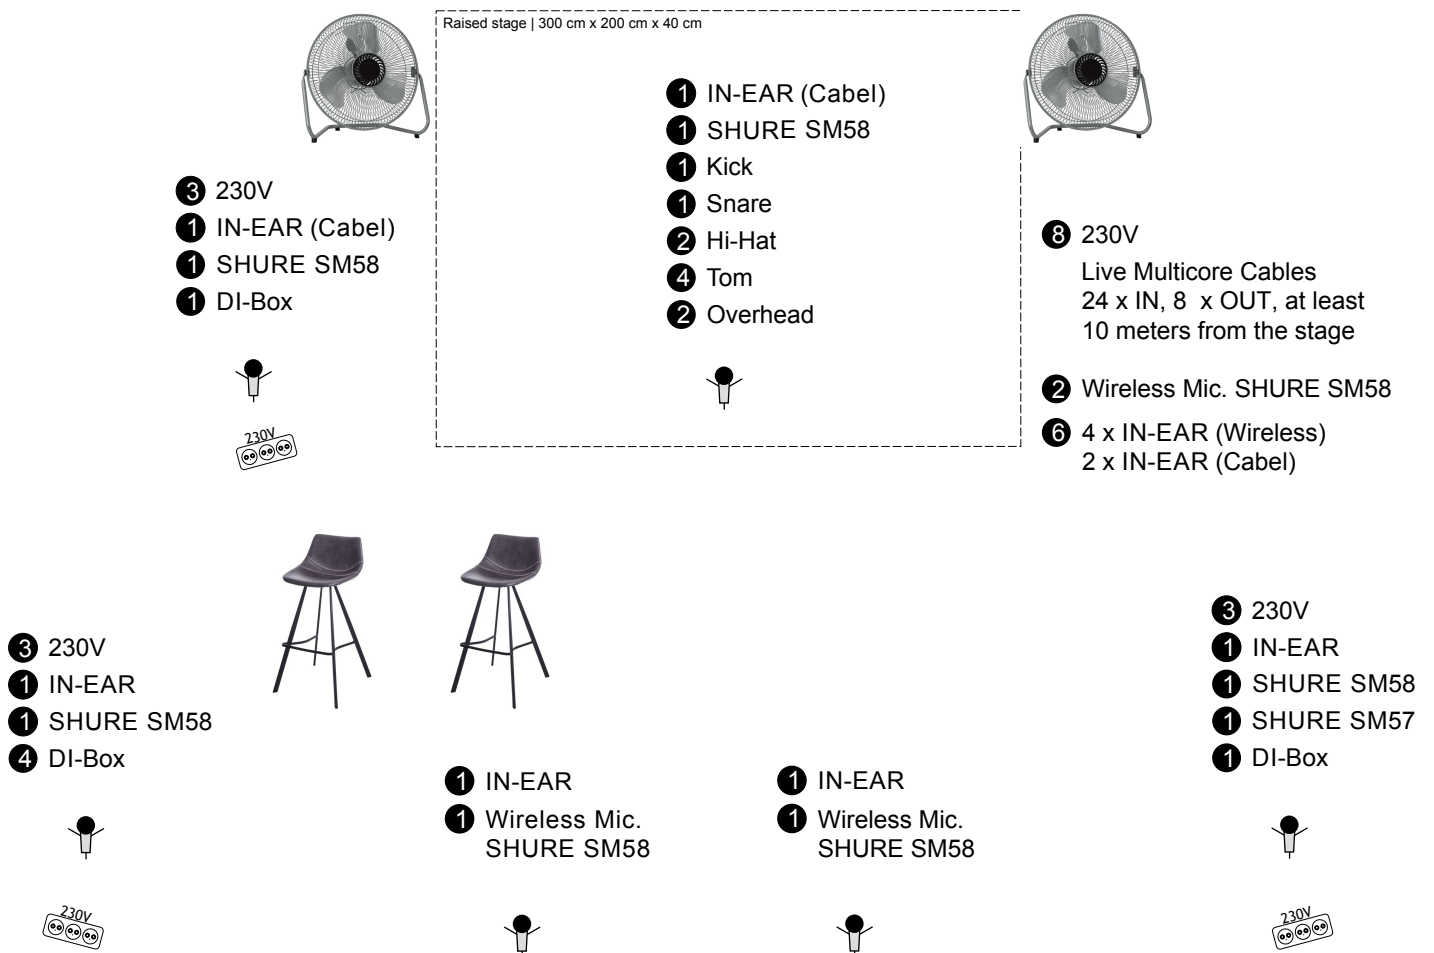 Raised stage | 300 cm x 200 cm x 40 cm
1 IN-EAR (Cabel)
1 SHURE SM58
1 Kick
1 Snare
2 Hi-Hat
4 Tom
2 Overhead
3 230V
1 IN-EAR (Cabel)
1 SHURE SM58
1 DI-Box
230V
8 230V
Live Multicore Cables
24 x IN, 8 x OUT, at least
10 meters from the stage
2 Wireless Mic. SHURE SM58
6 4 x IN-EAR (Wireless)
2 x IN-EAR (Cabel)
3 230V
1 IN-EAR
1 SHURE SM58
4 DI-Box
230V
1 IN-EAR
1 Wireless Mic.
SHURE SM58
1 IN-EAR
1 Wireless Mic.
SHURE SM58
3 230V
1 IN-EAR
1 SHURE SM58
1 SHURE SM57
1 DI-Box
230V